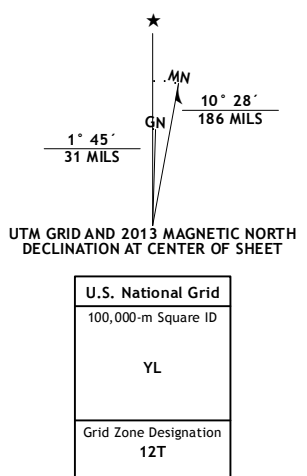 ★
MN
10° 28´
186 MILS
GN
1° 45´
31 MILS
UTM GRID AND 2013 MAGNETIC NORTH
DECLINATION AT CENTER OF SHEET
U.S. National Grid
100,000-m Square ID
YL
Grid Zone Designation
12T